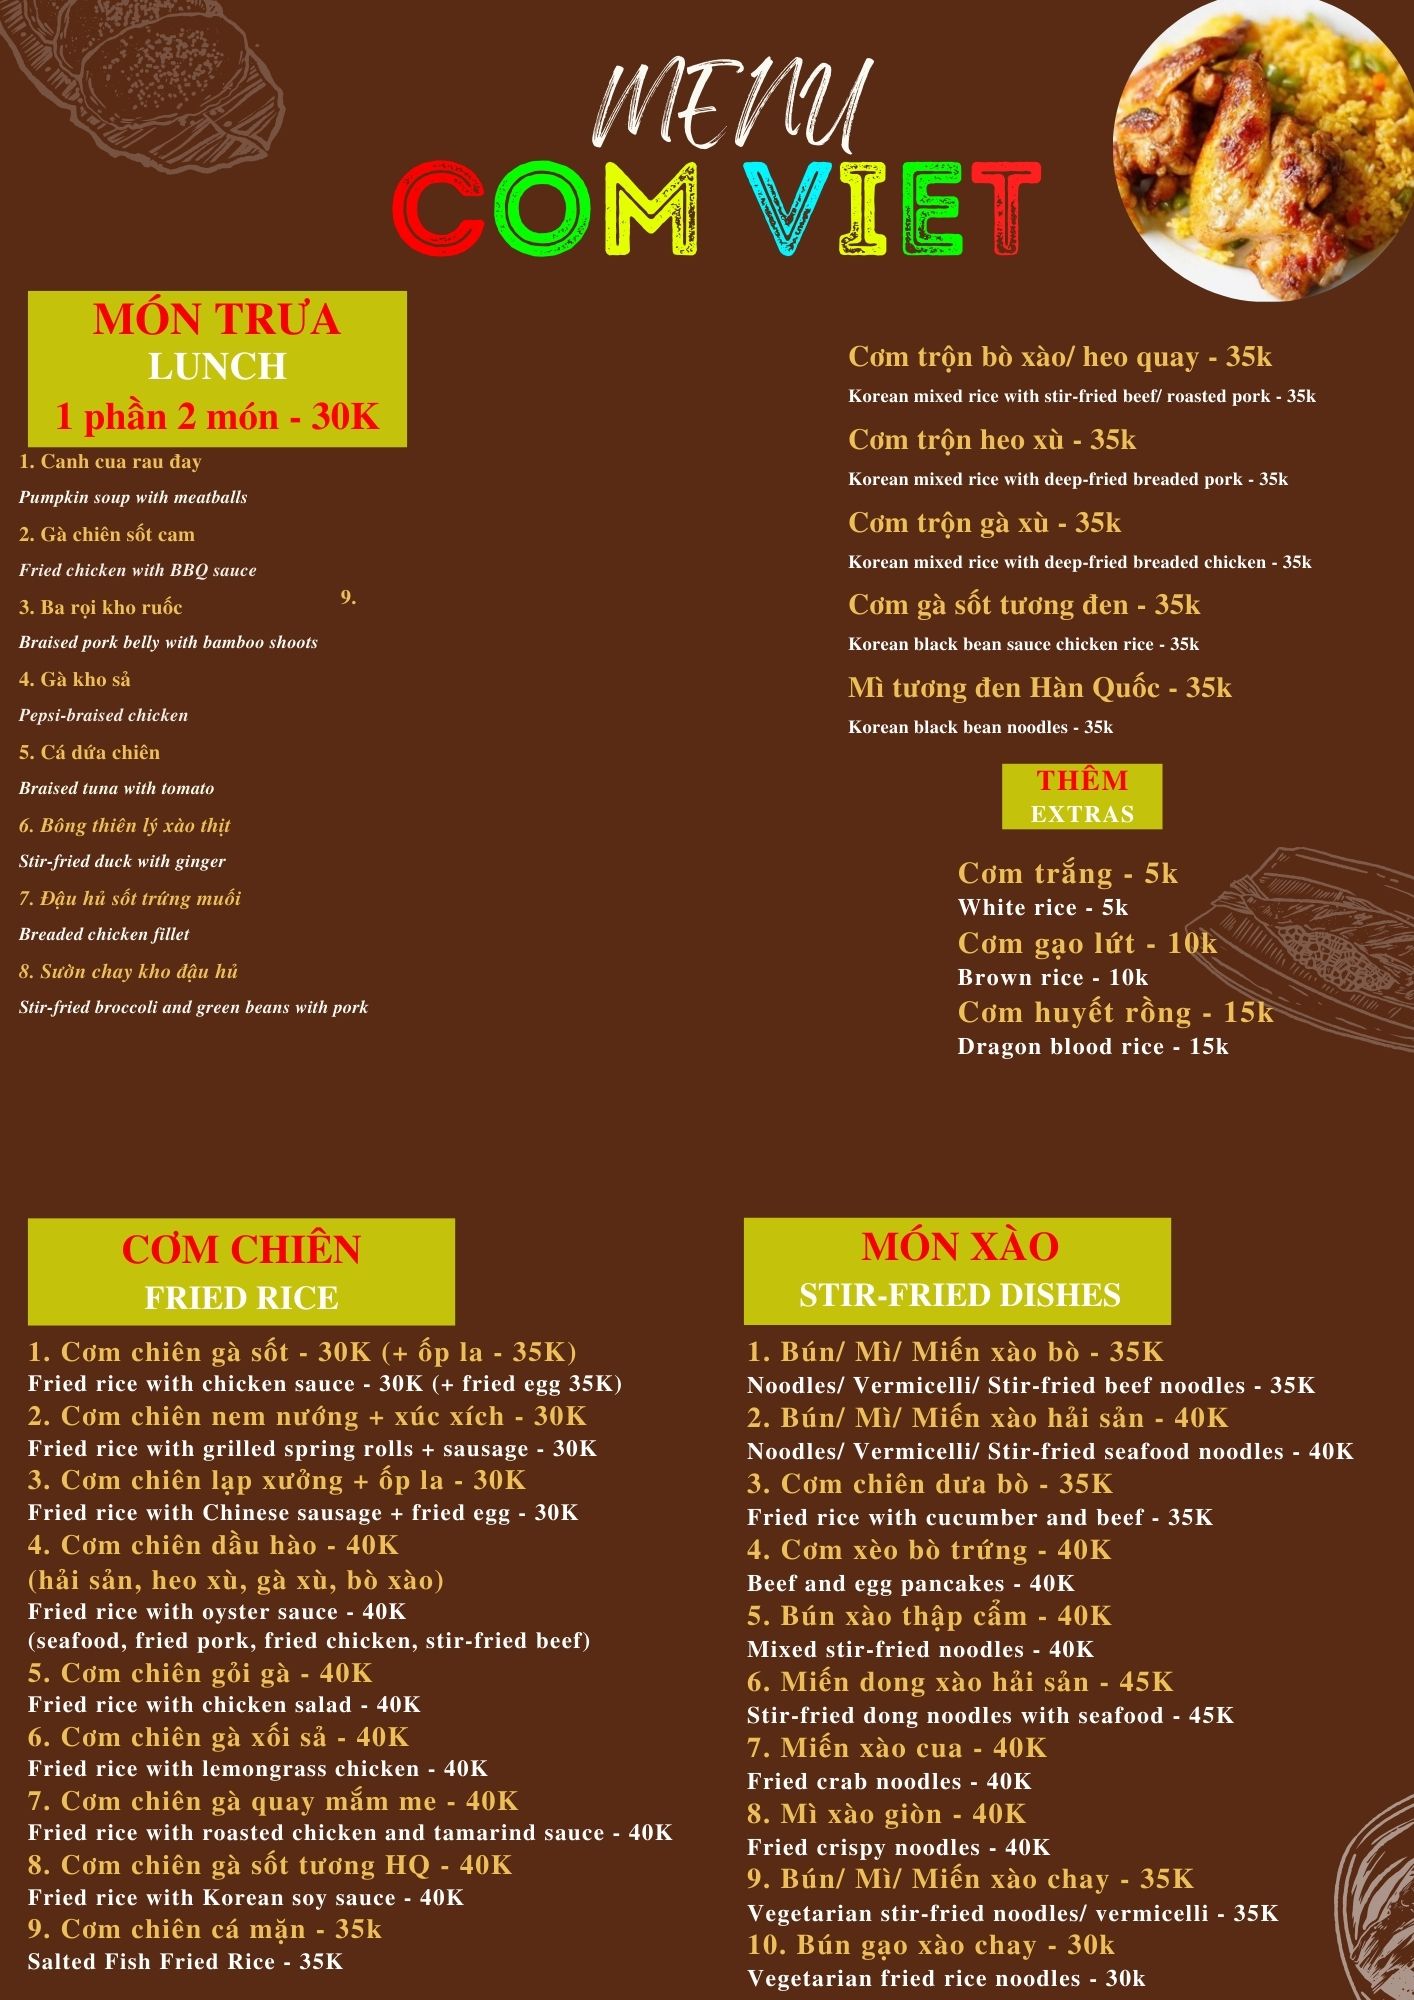 MENU
COM VIET
MÓN TRƯA
LUNCH
1 phần 2 món - 30K
1. Canh cua rau đay
Pumpkin soup with meatballs
2. Gà chiên sốt cam
Fried chicken with BBQ sauce
3. Ba rọi kho ruốc
Braised pork belly with bamboo shoots
4. Gà kho sả
Pepsi-braised chicken
5. Cá dứa chiên
Braised tuna with tomato
6. Bông thiên lý xào thịt
Stir-fried duck with ginger
7. Đậu hủ sốt trứng muối
Breaded chicken fillet
8. Sườn chay kho đậu hủ
Stir-fried broccoli and green beans with pork
9.
Cơm trộn bò xào/ heo quay - 35k
Korean mixed rice with stir-fried beef/ roasted pork - 35k
Cơm trộn heo xù - 35k
Korean mixed rice with deep-fried breaded pork - 35k
Cơm trộn gà xù - 35k
Korean mixed rice with deep-fried breaded chicken - 35k
Cơm gà sốt tương đen - 35k
Korean black bean sauce chicken rice - 35k
Mì tương đen Hàn Quốc - 35k
Korean black bean noodles - 35k
THÊM
EXTRAS
Cơm trắng - 5k
White rice - 5k
Cơm gạo lứt - 10k
Brown rice - 10k
Cơm huyết rồng - 15k
Dragon blood rice - 15k
CƠM CHIÊN
FRIED RICE
1. Cơm chiên gà sốt - 30K (+ ốp la - 35K)
Fried rice with chicken sauce - 30K (+ fried egg 35K)
2. Cơm chiên nem nướng + xúc xích - 30K
Fried rice with grilled spring rolls + sausage - 30K
3. Cơm chiên lạp xưởng + ốp la - 30K
Fried rice with Chinese sausage + fried egg - 30K
4. Cơm chiên dầu hào - 40K
(hải sản, heo xù, gà xù, bò xào)
Fried rice with oyster sauce - 40K
(seafood, fried pork, fried chicken, stir-fried beef)
5. Cơm chiên gỏi gà - 40K
Fried rice with chicken salad - 40K
6. Cơm chiên gà xối sả - 40K
Fried rice with lemongrass chicken - 40K
7. Cơm chiên gà quay mắm me - 40K
Fried rice with roasted chicken and tamarind sauce - 40K
8. Cơm chiên gà sốt tương HQ - 40K
Fried rice with Korean soy sauce - 40K
9. Cơm chiên cá mặn - 35k
Salted Fish Fried Rice - 35K
MÓN XÀO
STIR-FRIED DISHES
1. Bún/ Mì/ Miến xào bò - 35K
Noodles/ Vermicelli/ Stir-fried beef noodles - 35K
2. Bún/ Mì/ Miến xào hải sản - 40K
Noodles/ Vermicelli/ Stir-fried seafood noodles - 40K
3. Cơm chiên dưa bò - 35K
Fried rice with cucumber and beef - 35K
4. Cơm xèo bò trứng - 40K
Beef and egg pancakes - 40K
5. Bún xào thập cẩm - 40K
Mixed stir-fried noodles - 40K
6. Miến dong xào hải sản - 45K
Stir-fried dong noodles with seafood - 45K
7. Miến xào cua - 40K
Fried crab noodles - 40K
8. Mì xào giòn - 40K
Fried crispy noodles - 40K
9. Bún/ Mì/ Miến xào chay - 35K
Vegetarian stir-fried noodles/ vermicelli - 35K
10. Bún gạo xào chay - 30k
Vegetarian fried rice noodles - 30k